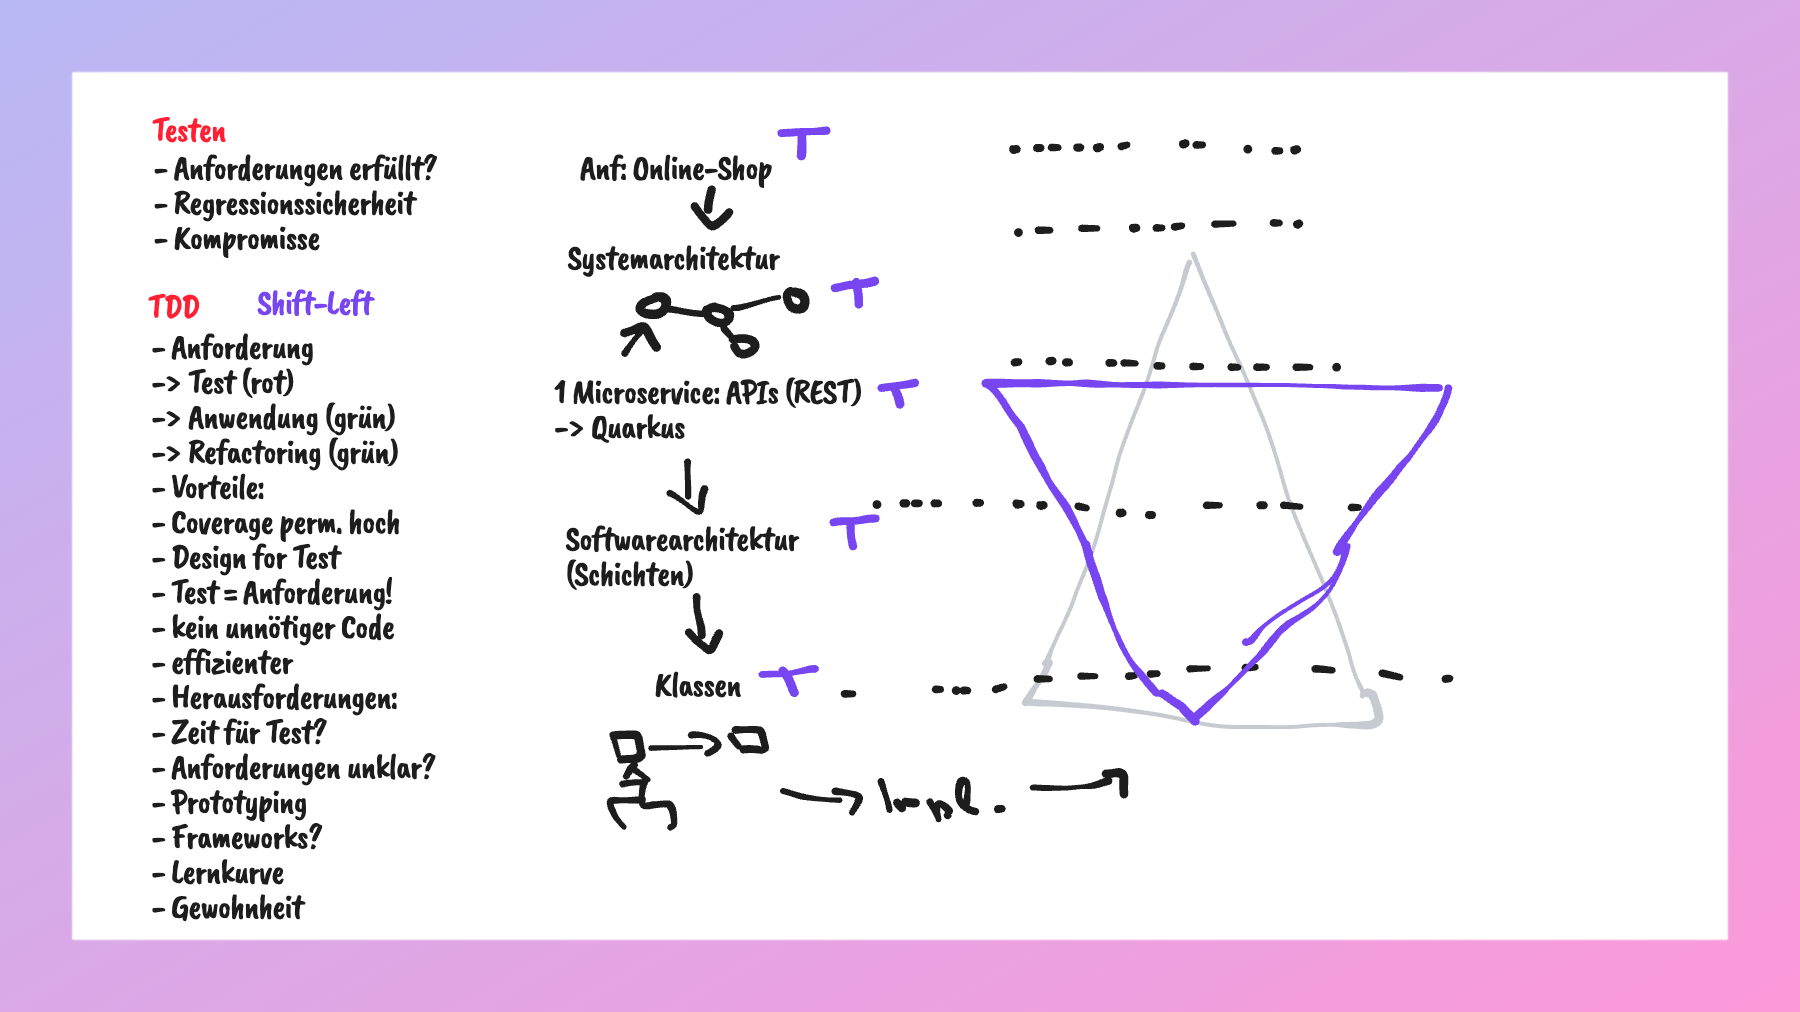 Testen
- Anforderungen erfüllt?
- Regressionssicherheit
- Kompromisse
TDD Shift-Left
- Anforderung
-> Test (rot)
-> Anwendung (grün)
-> Refactoring (grün)
- Vorteile:
- Coverage perm. hoch
- Design for Test
- Test = Anforderung!
- kein unnötiger Code
- effizienter
- Herausforderungen:
- Zeit für Test?
- Anforderungen unklar?
- Prototyping
- Frameworks?
- Lernkurve
- Gewohnheit
Anf: Online-Shop T
Systemarchitektur
T
1 Microservice: APIs (REST) T
-> Quarkus
Softwarearchitektur T
(Schichten)
Klassen T
Impl.